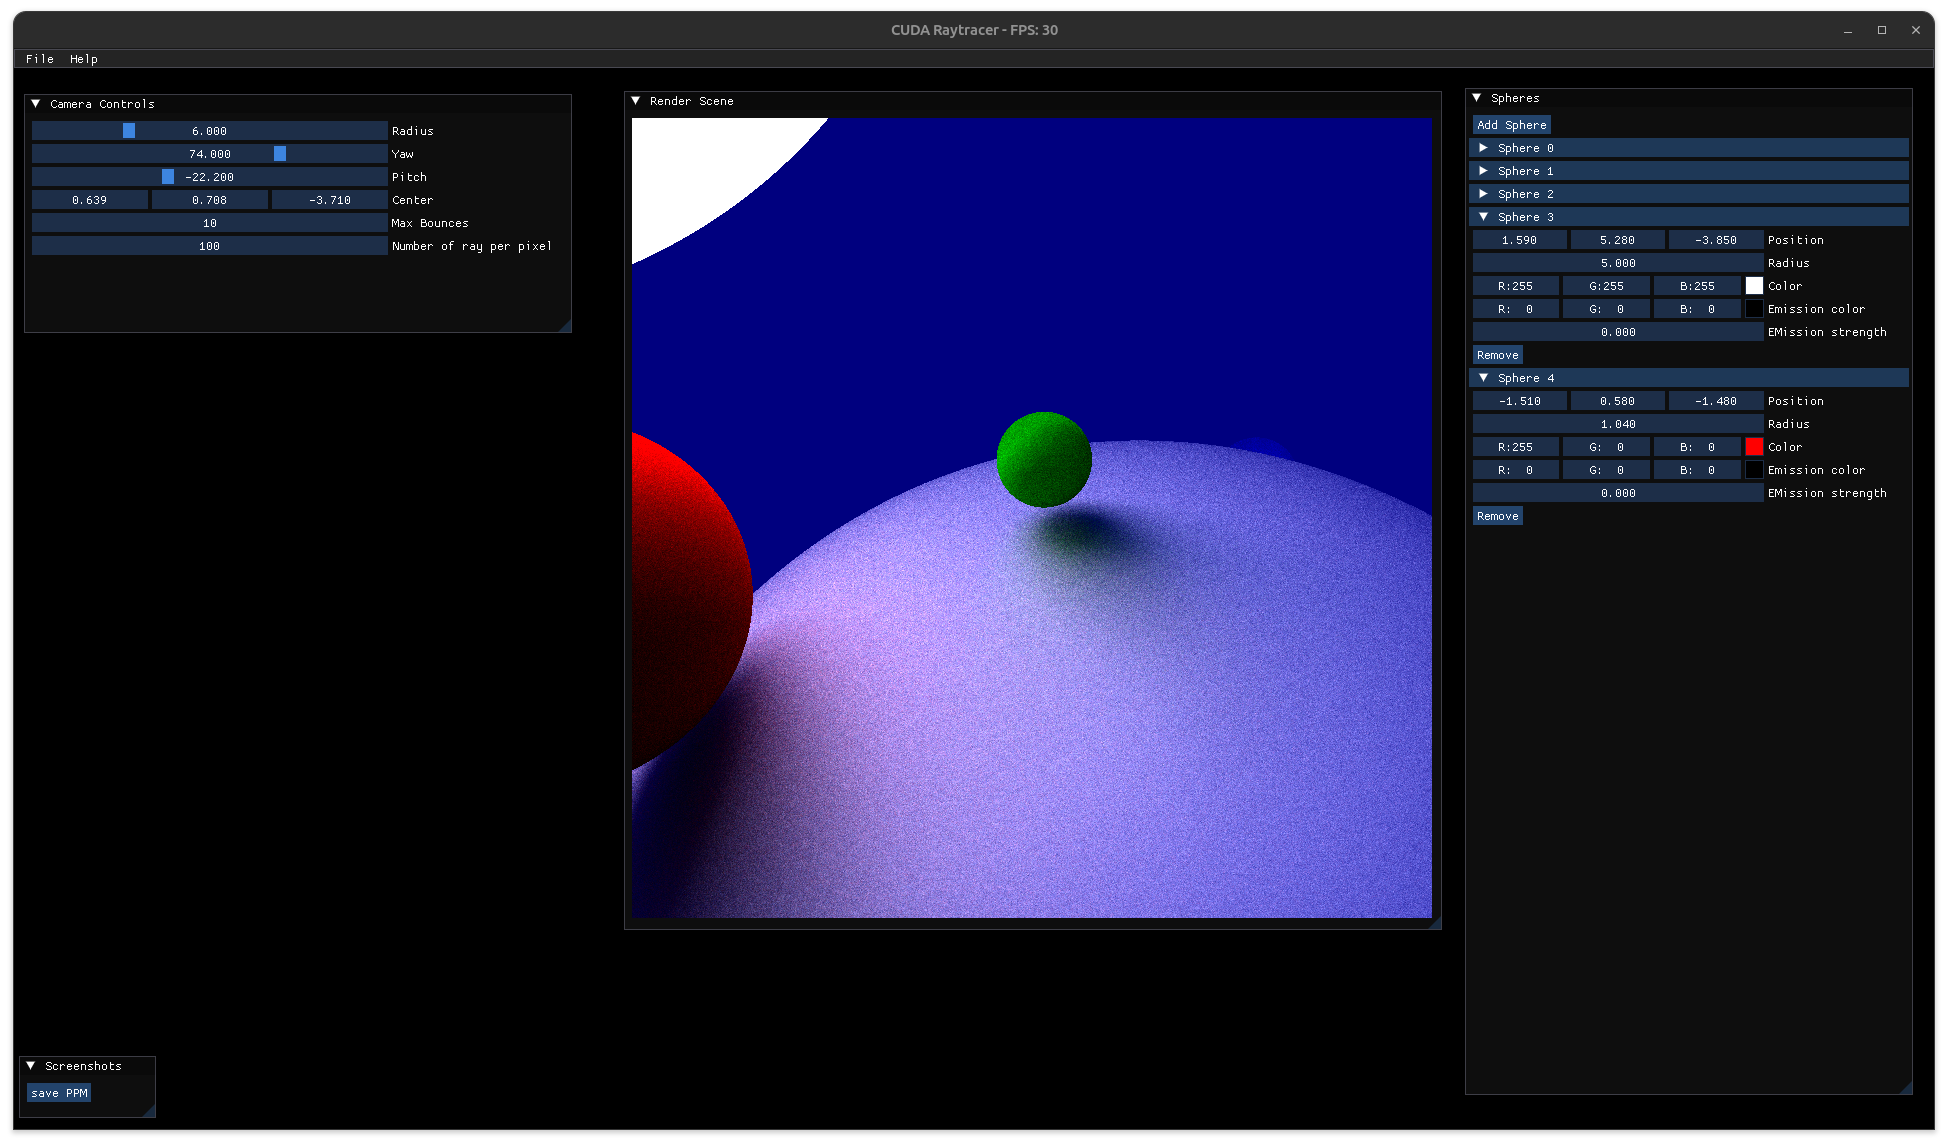 CUDA Raytracer - FPS: 30
File Help
Camera Controls
6.000 Radius
74.000 Yaw
-22.200 Pitch
0.639 0.708 -3.710 Center
10 Max Bounces
100 Number of ray per pixel
Render Scene
Spheres
Add Sphere
Sphere 0
Sphere 1
Sphere 2
Sphere 3
1.590 5.280 -3.850 Position
5.000 Radius
R:255 G:255 B:255 Color
R: 0 G: 0 B: 0 Emission color
0.000 EMission strength
Remove
Sphere 4
-1.510 0.580 -1.480 Position
1.040 Radius
R:255 G: 0 B: 0 Color
R: 0 G: 0 B: 0 Emission color
0.000 EMission strength
Remove
Screenshots
save PPM